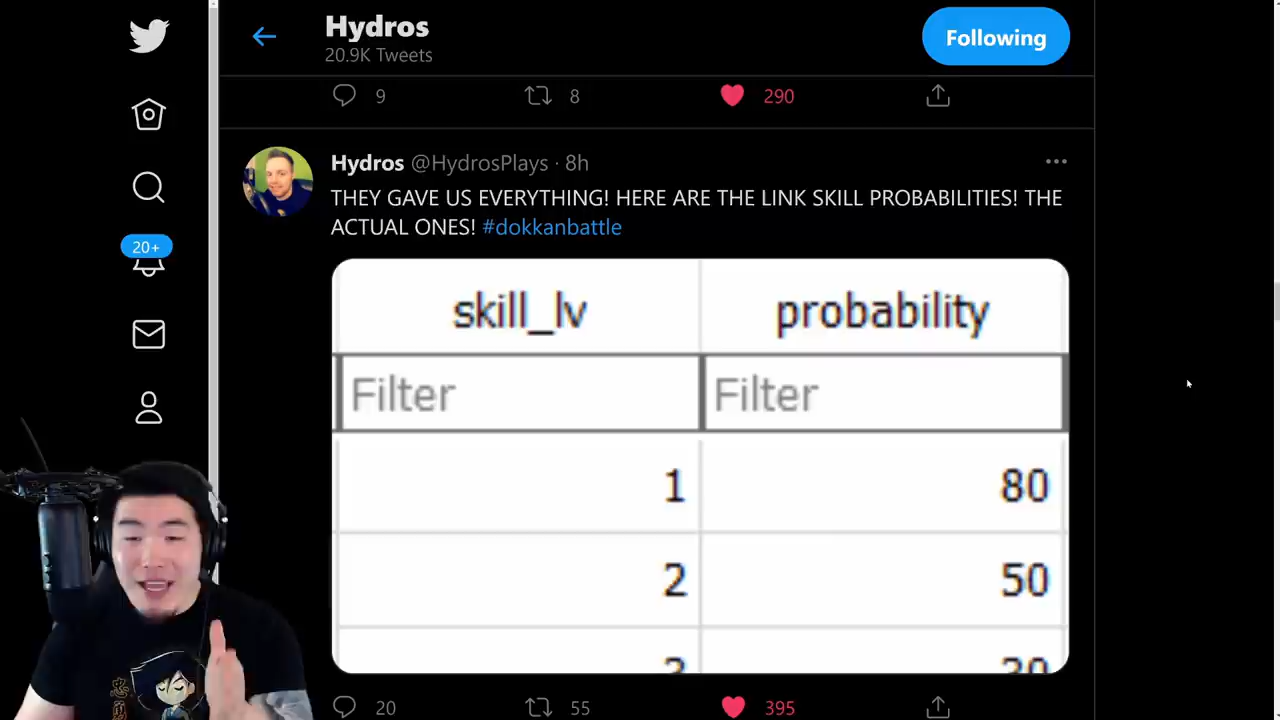 Hydros
20.9K Tweets
Following
9 8 290
Hydros @HydrosPlays · 8h
THEY GAVE US EVERYTHING! HERE ARE THE LINK SKILL PROBABILITIES! THE
ACTUAL ONES! #dokkanbattle
20+
skill_lv probability
Filter Filter
1 80
2 50
20 55 395